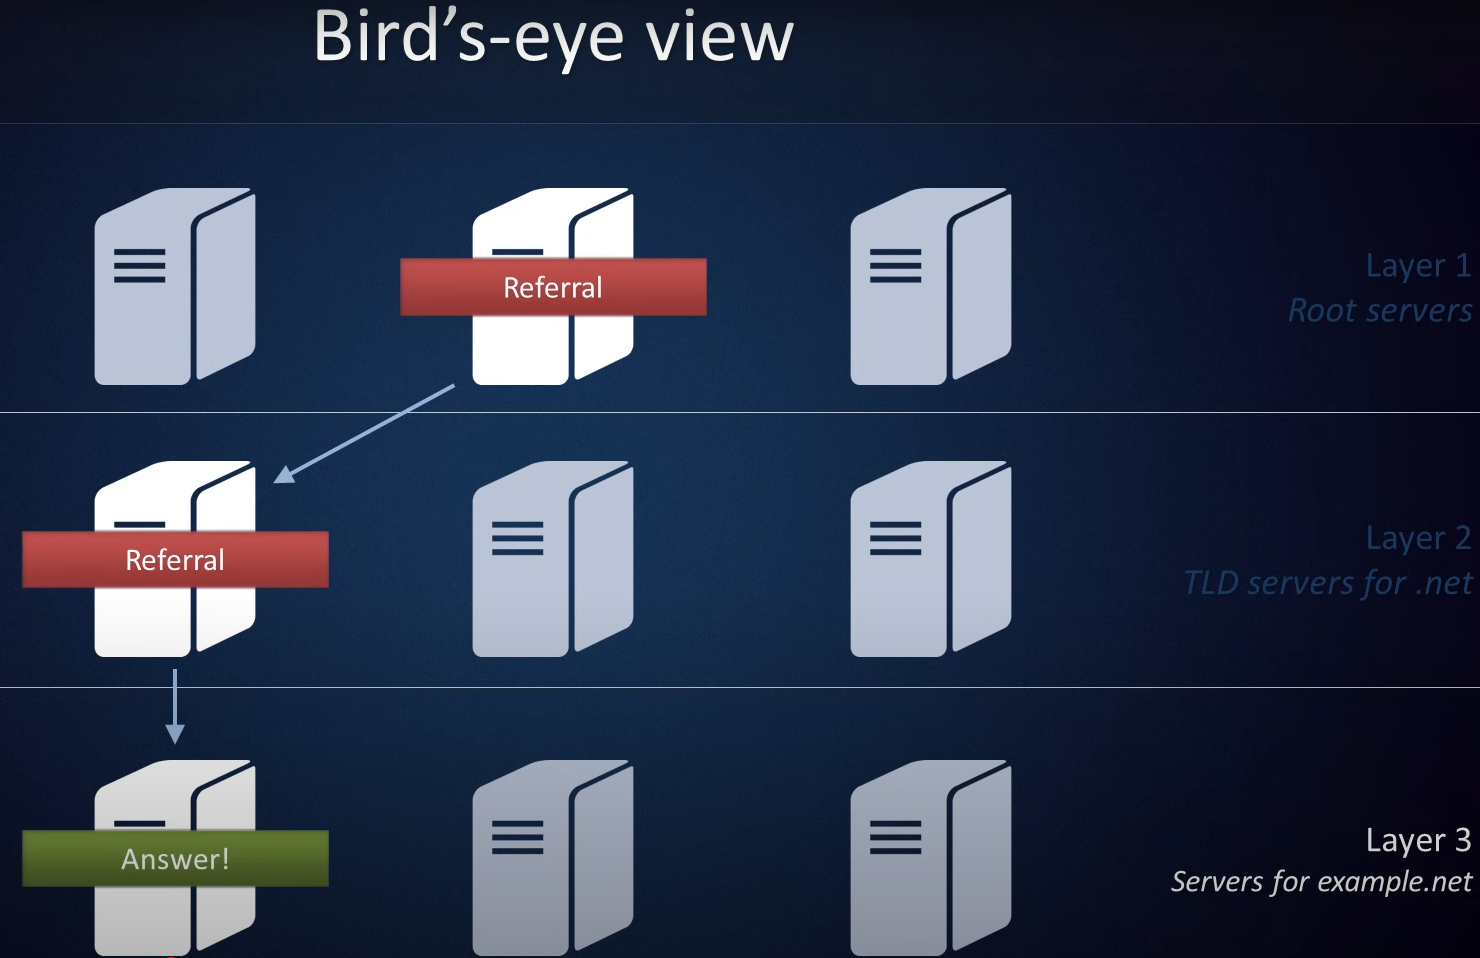 Bird's-eye view
Referral
Layer 1
Root servers
Referral
Layer 2
TLD servers for .net
Answer!
Layer 3
Servers for example.net